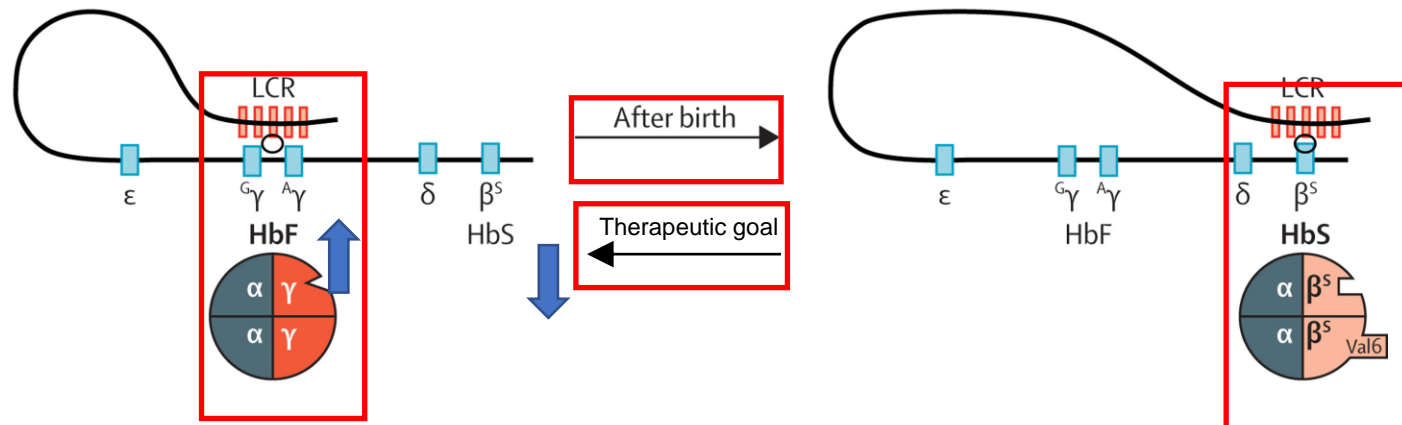 LCR
ε
ᴳγ ᴬγ
δ
βˢ
HbF
HbS
α γ
α γ
After birth
Therapeutic goal
LCR
ε
ᴳγ ᴬγ
δ
βˢ
HbF
HbS
α βˢ
α βˢ
Val6